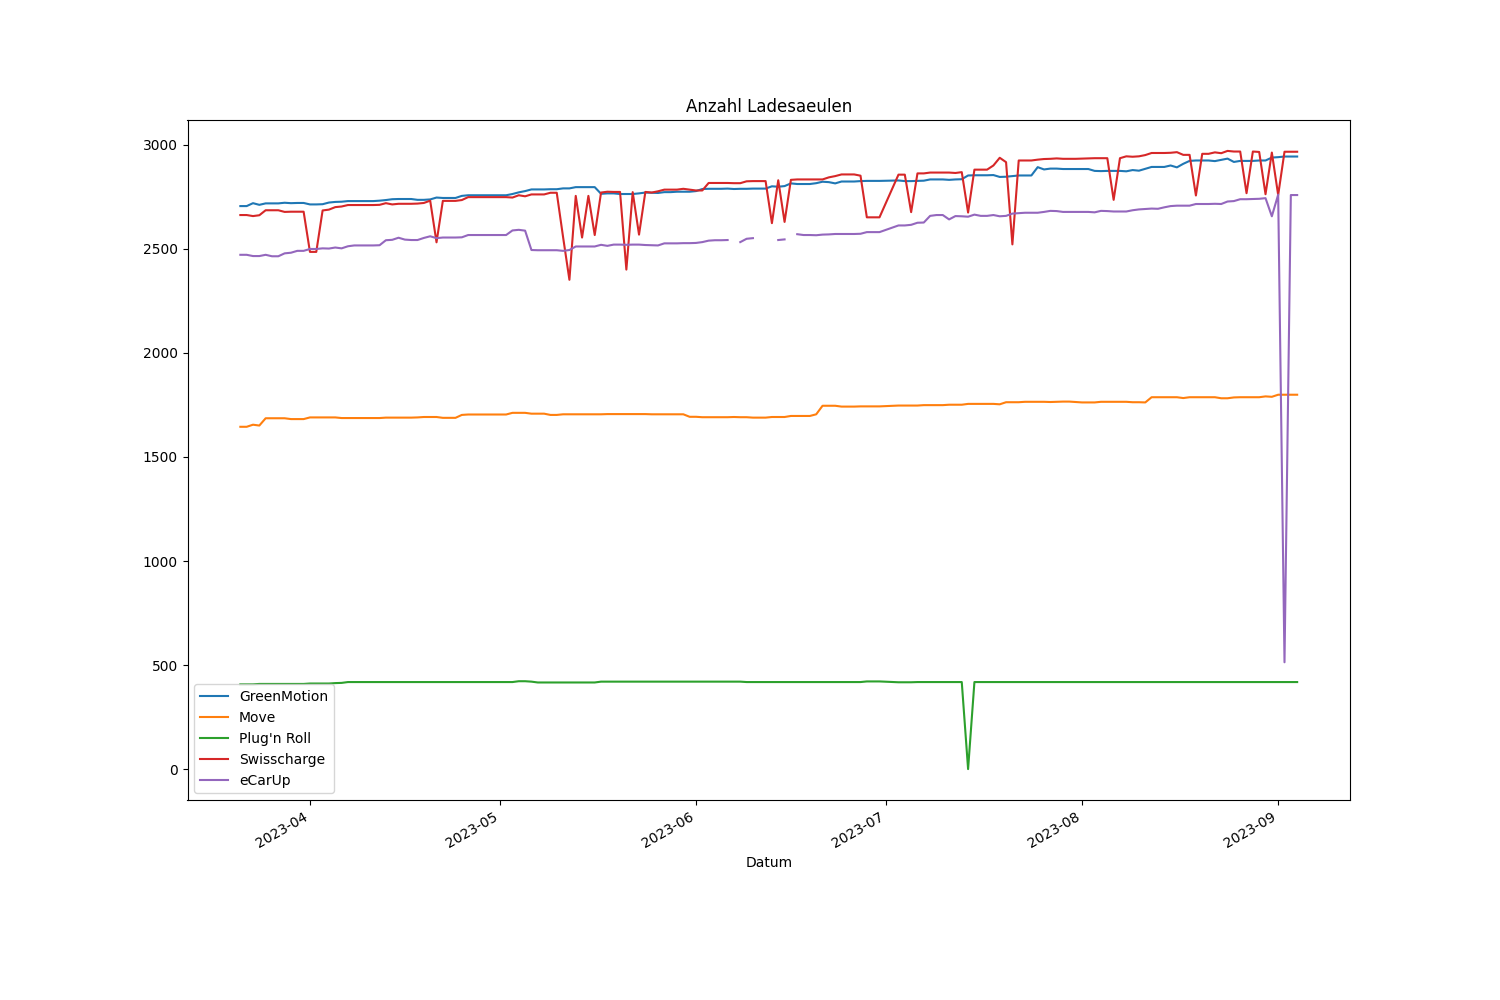 Anzahl Ladesaeulen
3000
2500
2000
1500
1000
500
0
GreenMotion
Move
Plug'n Roll
Swisscharge
eCarUp
2023-04
2023-05
2023-06
2023-07
2023-08
2023-09
Datum